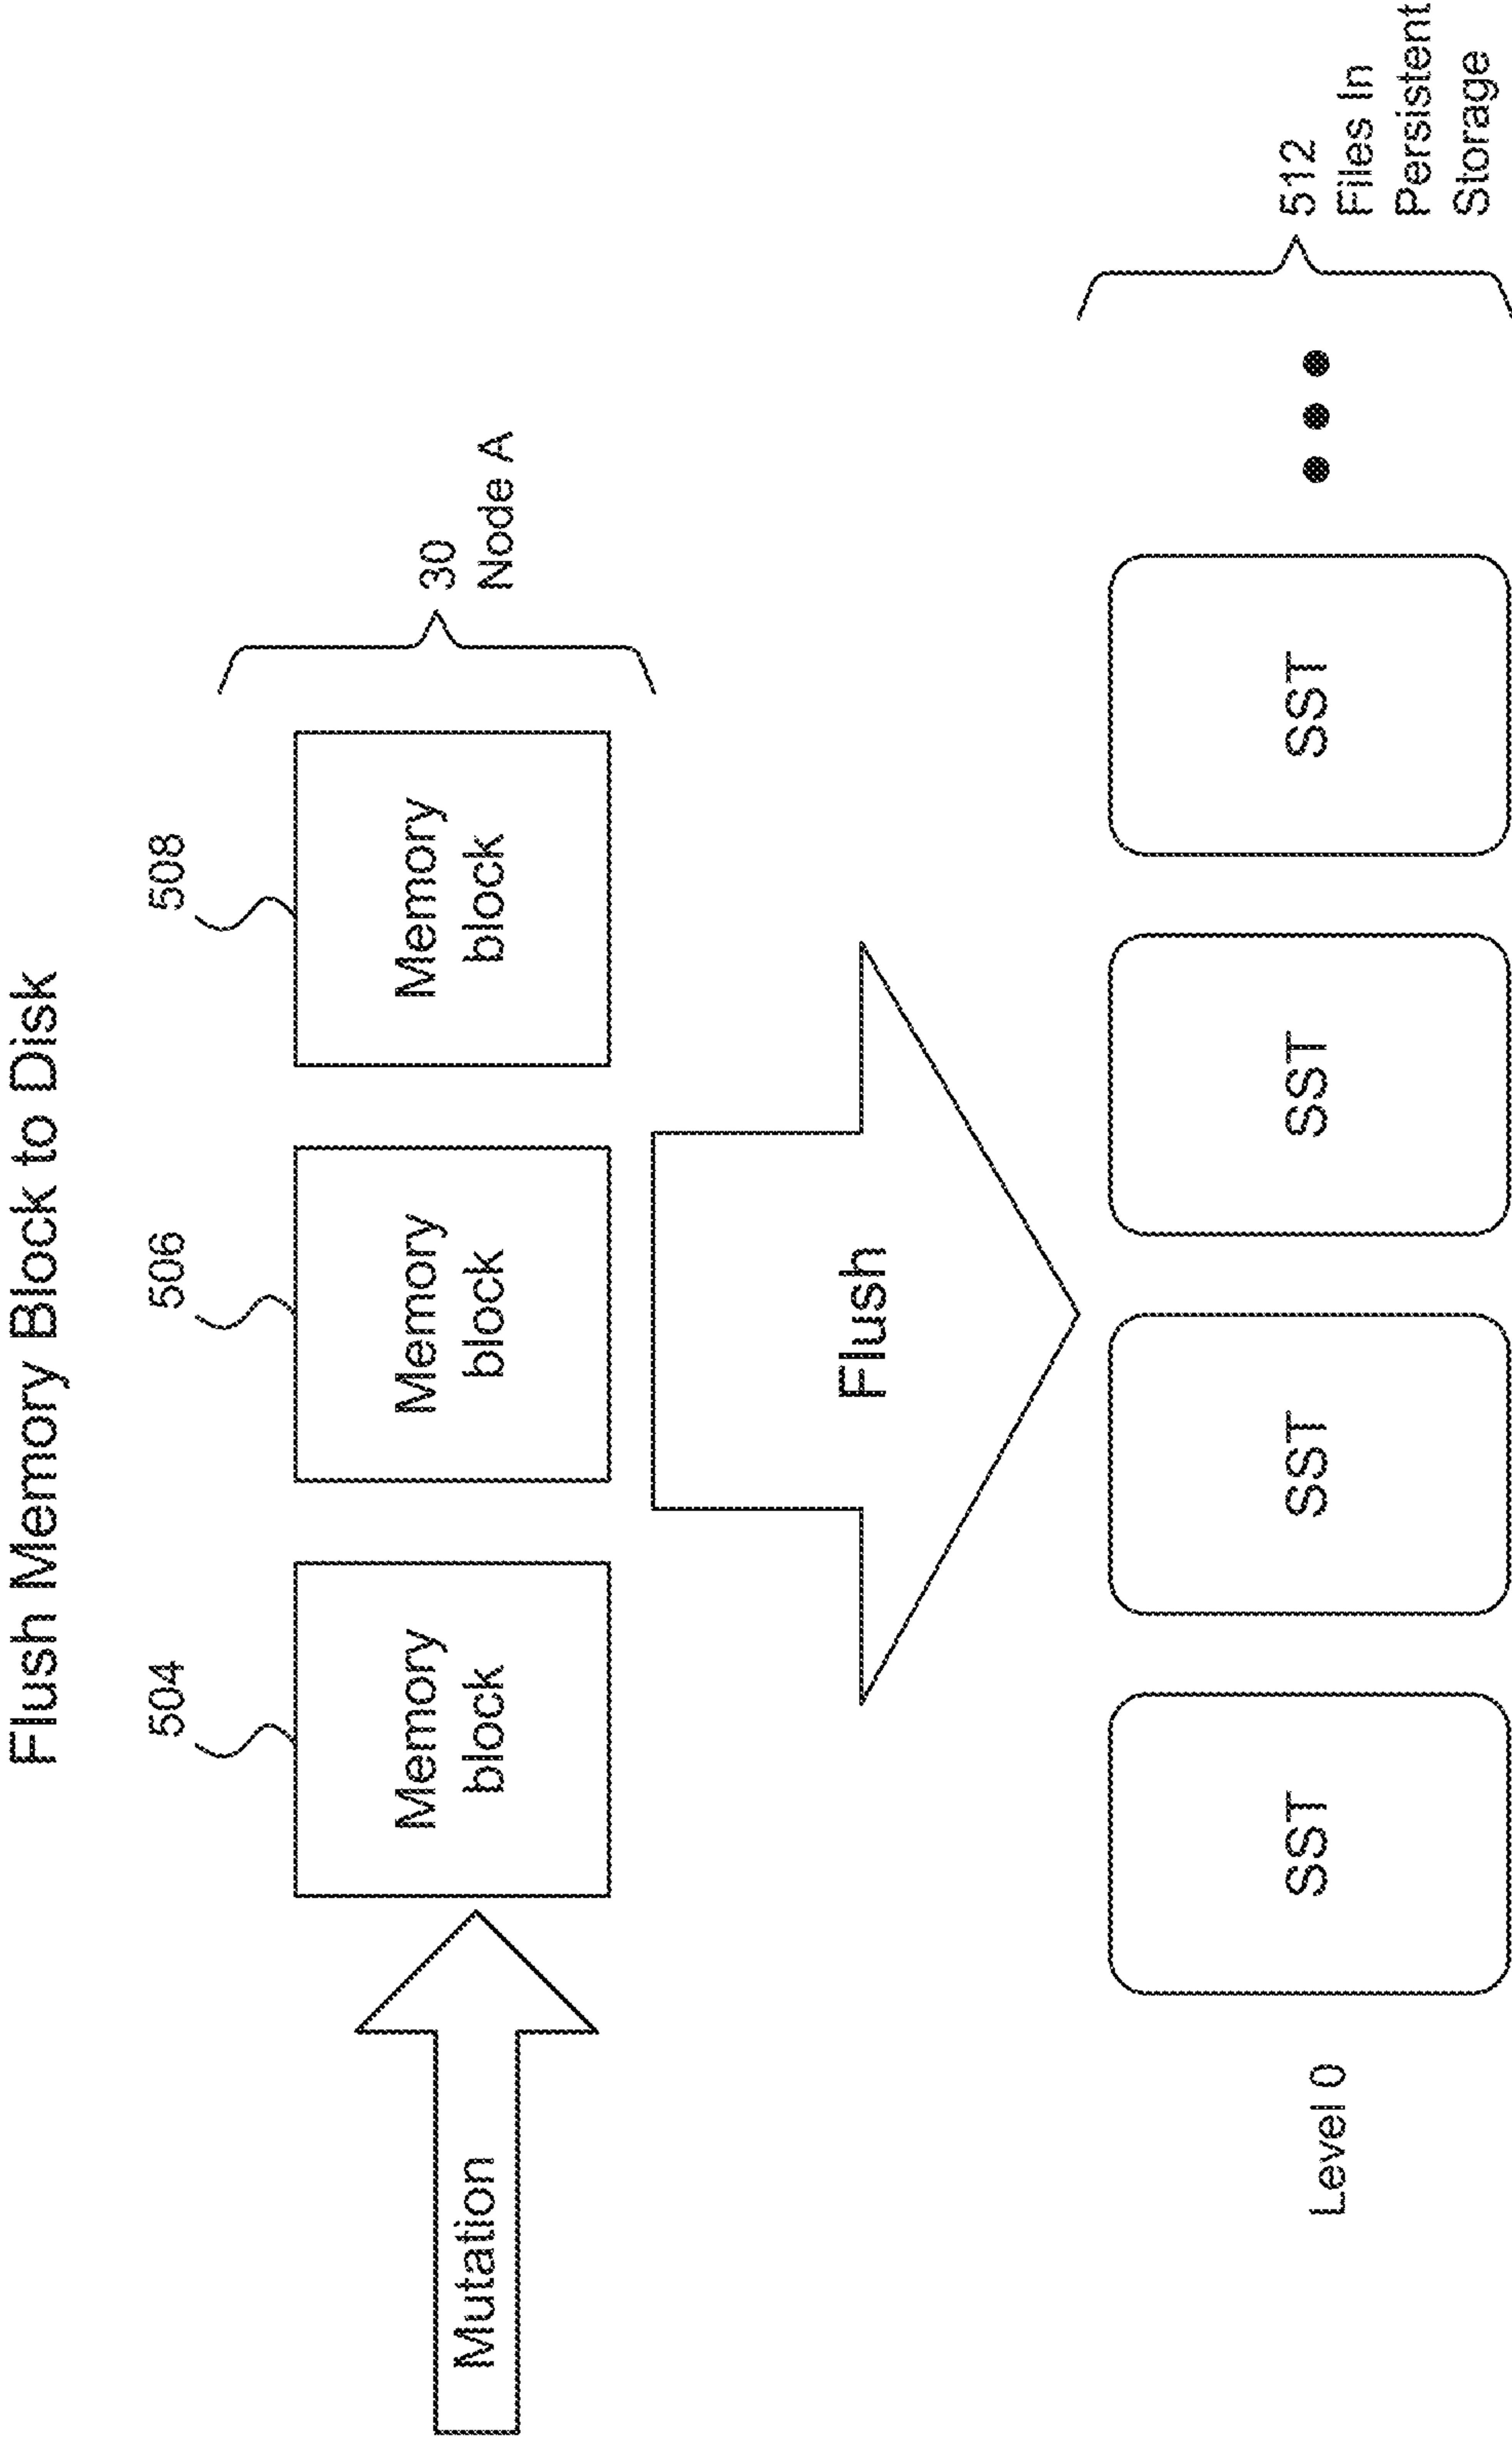 Flush Memory Block to Disk
504
506
508
Mutation
Memory
block
Memory
block
Memory
block
30
Node A
Flush
Level 0
SST
SST
SST
SST
512
Files In
Persistent
Storage